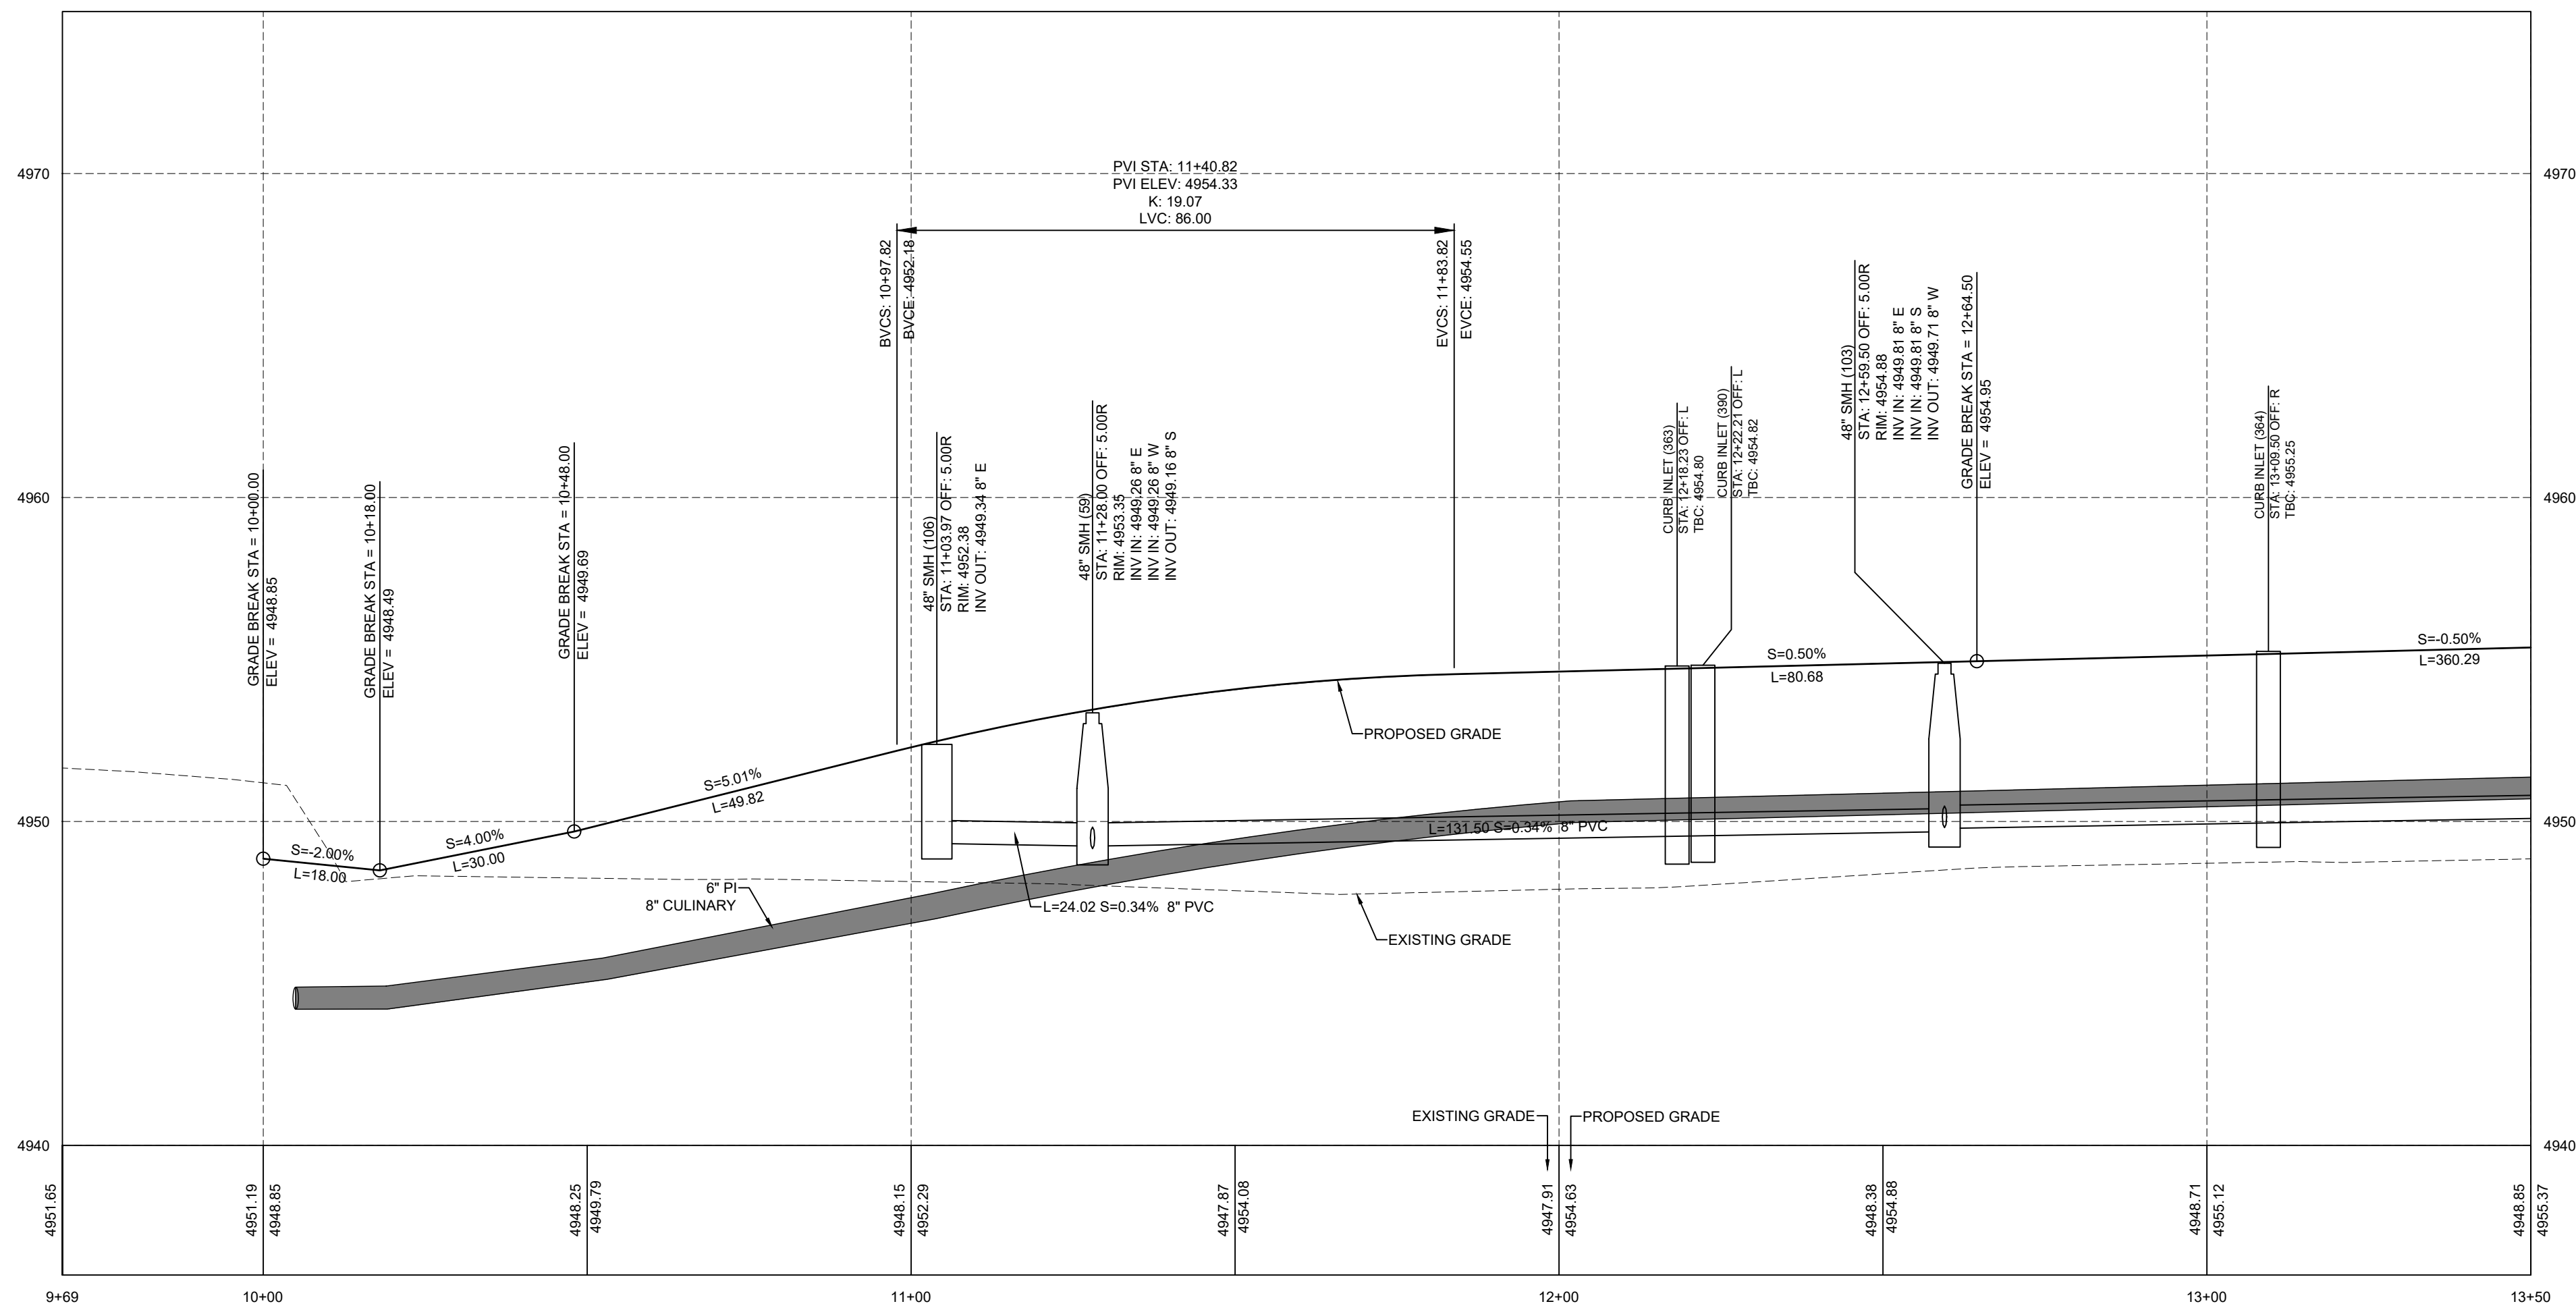 4970
4970
4960
4960
4950
4950
4940
4940
PVI STA: 11+40.82
PVI ELEV: 4954.33
K: 19.07
LVC: 86.00
BVCS: 10+97.82
BVCE: 4952.18
EVCS: 11+83.82
EVCE: 4954.55
GRADE BREAK STA = 10+00.00
ELEV = 4948.85
GRADE BREAK STA = 10+18.00
ELEV = 4948.49
GRADE BREAK STA = 10+48.00
ELEV = 4949.69
48" SMH (106)
STA: 11+03.97 OFF: 5.00R
RIM: 4952.38
INV OUT: 4949.34 8" E
48" SMH (59)
STA: 11+28.00 OFF: 5.00R
RIM: 4953.35
INV IN: 4949.26 8" E
INV IN: 4949.26 8" W
INV OUT: 4949.16 8" S
CURB INLET (363)
STA: 12+18.23 OFF: L
TBC: 4954.80
CURB INLET (390)
STA: 12+22.21 OFF: L
TBC: 4954.82
48" SMH (103)
STA: 12+59.50 OFF: 5.00R
RIM: 4954.88
INV IN: 4949.81 8" E
INV IN: 4949.81 8" S
INV OUT: 4949.71 8" W
GRADE BREAK STA = 12+64.50
ELEV = 4954.95
CURB INLET (364)
STA: 13+09.50 OFF: R
TBC: 4955.25
S=-2.00%
L=18.00
S=4.00%
L=30.00
S=5.01%
L=49.82
S=0.50%
L=80.68
S=-0.50%
L=360.29
PROPOSED GRADE
L=131.50 S=0.34% 8" PVC
6" PI
8" CULINARY
L=24.02 S=0.34% 8" PVC
EXISTING GRADE
EXISTING GRADE
PROPOSED GRADE
4951.65
4951.19
4948.85
4948.25
4949.79
4948.15
4952.29
4947.87
4954.08
4947.91
4954.63
4948.38
4954.88
4948.71
4955.12
4948.85
4955.37
9+69
10+00
11+00
12+00
13+00
13+50